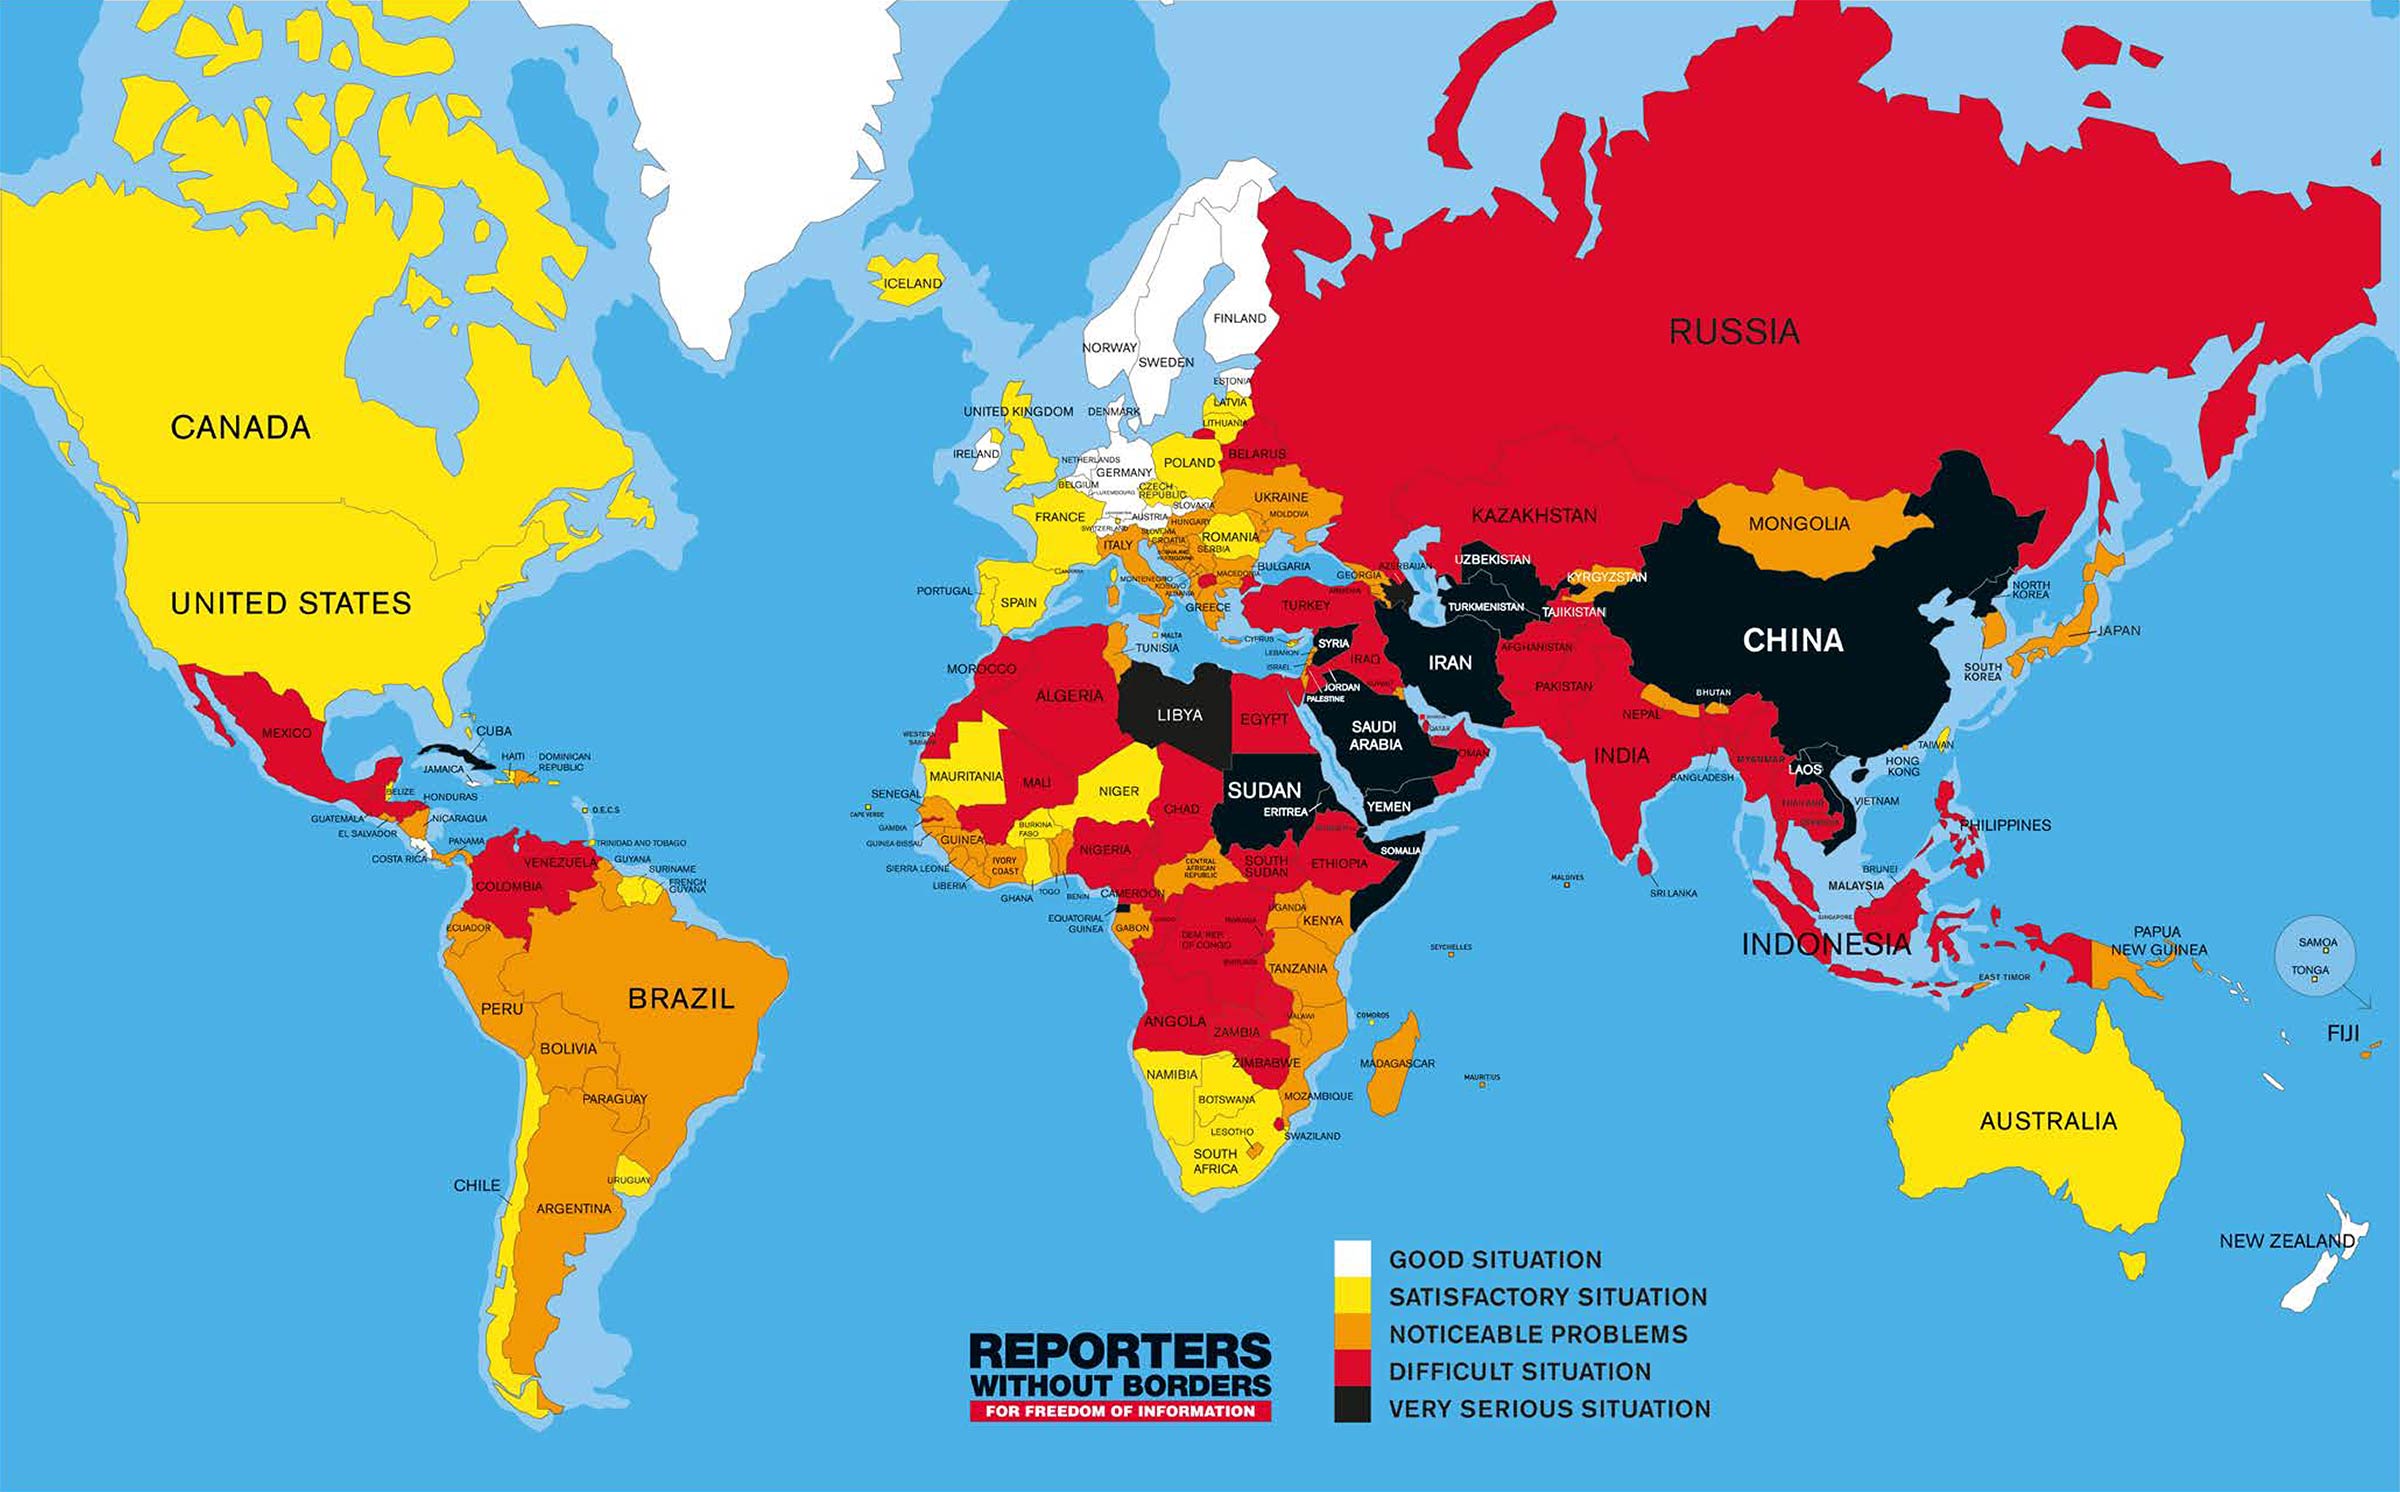 CANADA
UNITED STATES
MEXICO
CUBA
HAITI
DOMINICAN
REPUBLIC
JAMAICA
BELIZE
HONDURAS
GUATEMALA
EL SALVADOR
NICARAGUA
COSTA RICA
PANAMA
O.E.C.S
TRINIDAD AND TOBAGO
VENEZUELA
GUYANA
SURINAME
FRENCH
GUYANA
COLOMBIA
ECUADOR
PERU
BRAZIL
BOLIVIA
PARAGUAY
CHILE
URUGUAY
ARGENTINA
ICELAND
NORWAY
SWEDEN
FINLAND
ESTONIA
LATVIA
LITHUANIA
UNITED KINGDOM
DENMARK
IRELAND
NETHERLANDS
GERMANY
BELGIUM
LUXEMBOURG
POLAND
BELARUS
CZECH
REPUBLIC
SLOVAKIA
UKRAINE
MOLDOVA
FRANCE
SWITZERLAND
AUSTRIA
HUNGARY
SLOVENIA
CROATIA
ROMANIA
ITALY
BOSNIA AND
HERZEGOVINA
SERBIA
BULGARIA
MONTENEGRO
KOSOVO
MACEDONIA
ALBANIA
GREECE
ANDORRA
PORTUGAL
SPAIN
MALTA
CYPRUS
TURKEY
GEORGIA
ARMENIA
AZERBAIJAN
RUSSIA
KAZAKHSTAN
UZBEKISTAN
KYRGYZSTAN
TURKMENISTAN
TAJIKISTAN
MONGOLIA
CHINA
NORTH
KOREA
SOUTH
KOREA
JAPAN
SYRIA
LEBANON
ISRAEL
IRAQ
IRAN
AFGHANISTAN
PAKISTAN
JORDAN
PALESTINE
KUWAIT
SAUDI
ARABIA
BAHRAIN
QATAR
OMAN
YEMEN
NEPAL
BHUTAN
INDIA
BANGLADESH
MYANMAR
LAOS
THAILAND
VIETNAM
CAMBODIA
HONG
KONG
TAIWAN
PHILIPPINES
MALDIVES
SRI LANKA
BRUNEI
MALAYSIA
SINGAPORE
INDONESIA
EAST TIMOR
PAPUA
NEW GUINEA
SAMOA
TONGA
FIJI
AUSTRALIA
NEW ZEALAND
MOROCCO
TUNISIA
ALGERIA
LIBYA
EGYPT
WESTERN
SAHARA
MAURITANIA
MALI
NIGER
CHAD
SUDAN
ERITREA
SENEGAL
CAPE VERDE
GAMBIA
GUINEA-BISSAU
GUINEA
BURKINA
FASO
SIERRA LEONE
LIBERIA
IVORY
COAST
GHANA
TOGO
BENIN
NIGERIA
CAMEROON
CENTRAL
AFRICAN
REPUBLIC
SOUTH
SUDAN
ETHIOPIA
SOMALIA
EQUATORIAL
GUINEA
GABON
CONGO
DEM. REP.
OF CONGO
UGANDA
KENYA
RWANDA
BURUNDI
TANZANIA
SEYCHELLES
ANGOLA
ZAMBIA
MALAWI
COMOROS
ZIMBABWE
NAMIBIA
BOTSWANA
MOZAMBIQUE
MADAGASCAR
MAURITIUS
LESOTHO
SWAZILAND
SOUTH
AFRICA
REPORTERS
WITHOUT BORDERS
FOR FREEDOM OF INFORMATION
GOOD SITUATION
SATISFACTORY SITUATION
NOTICEABLE PROBLEMS
DIFFICULT SITUATION
VERY SERIOUS SITUATION